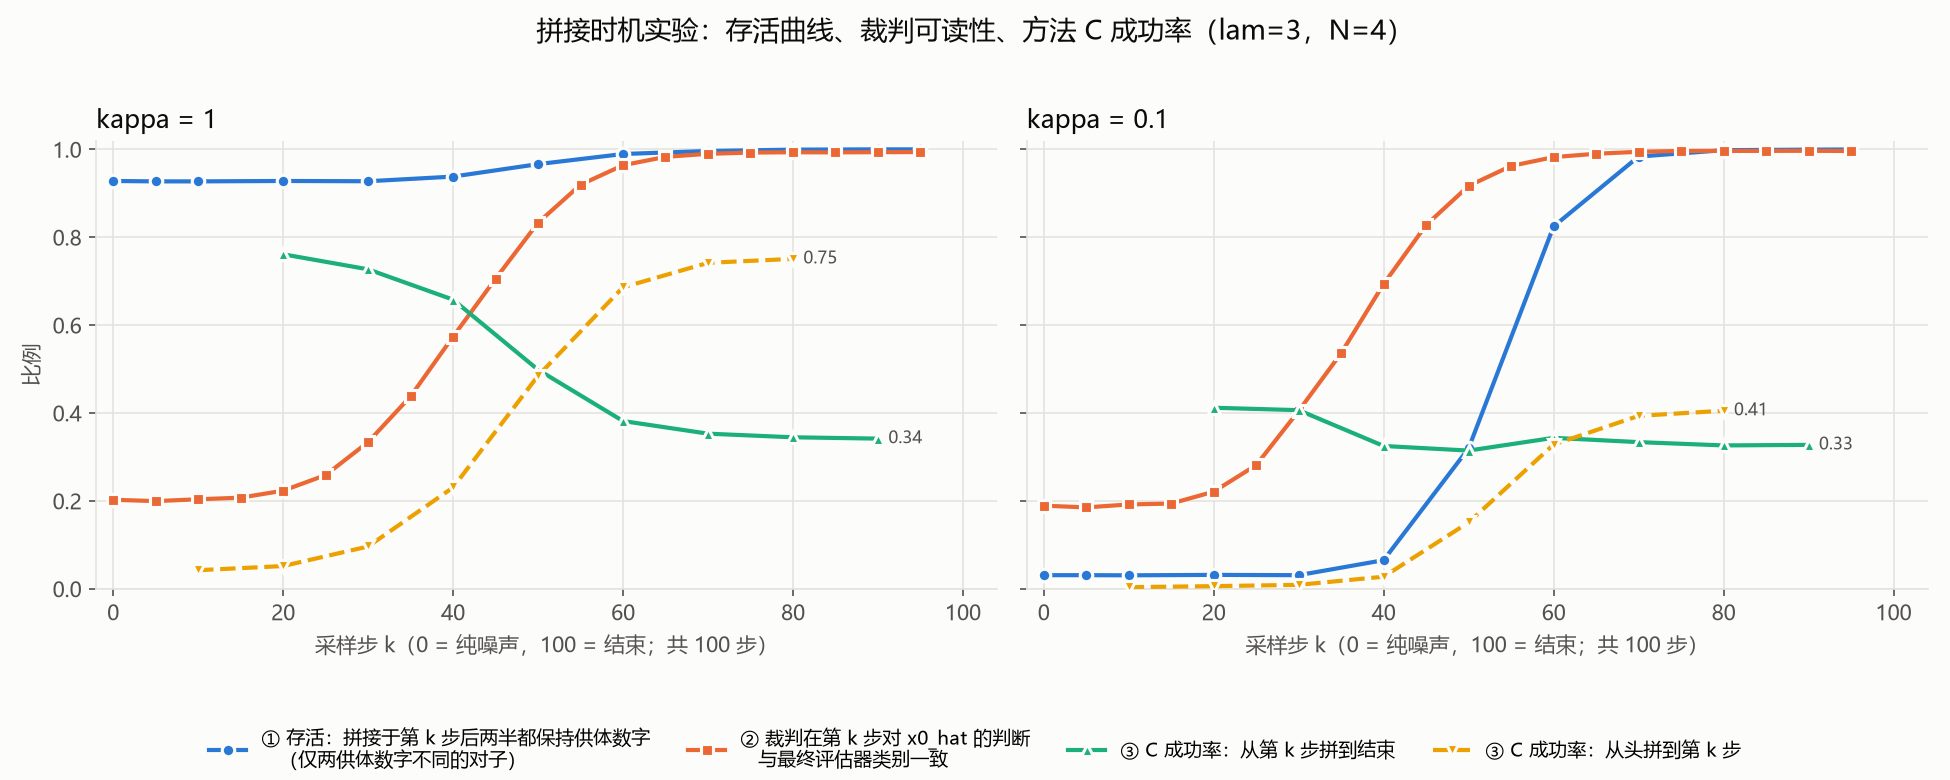 拼接时机实验：存活曲线、裁判可读性、方法 C 成功率（lam=3，N=4）
kappa = 1
kappa = 0.1
1.0
0.8
0.6
0.4
0.2
0.0
比例
0.75
0.34
0.41
0.33
0 20 40 60 80 100
0 20 40 60 80 100
采样步 k（0 = 纯噪声，100 = 结束；共 100 步）
采样步 k（0 = 纯噪声，100 = 结束；共 100 步）
① 存活：拼接于第 k 步后两半都保持供体数字
（仅两供体数字不同的对子）
② 裁判在第 k 步对 x0_hat 的判断
与最终评估器类别一致
③ C 成功率：从第 k 步拼到结束
③ C 成功率：从头拼到第 k 步